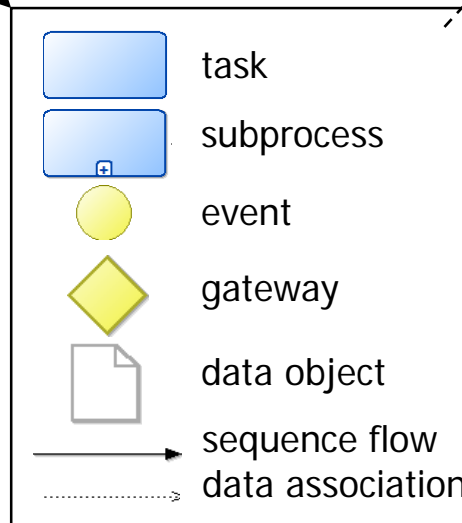 task
subprocess
event
gateway
data object
sequence flow
data association